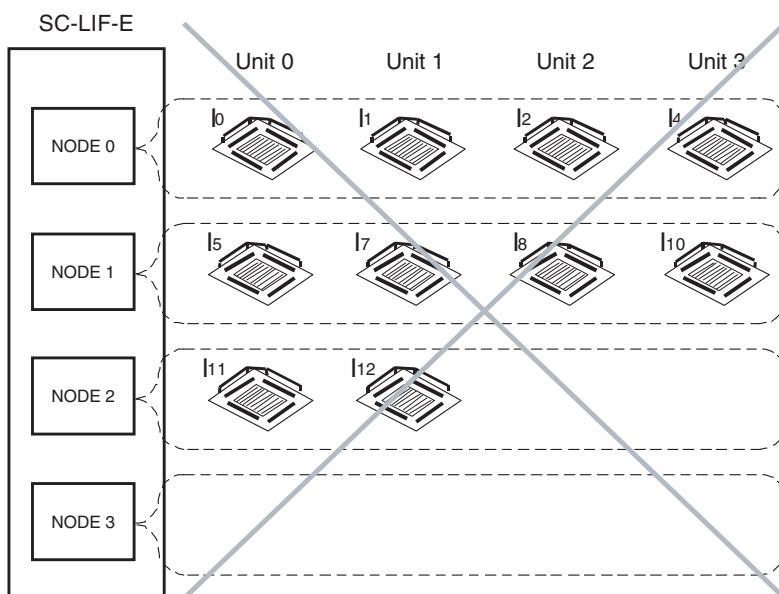 SC-LIF-E
Unit 0 Unit 1 Unit 2 Unit 3
NODE 0 I0 I1 I2 I4
NODE 1 I5 I7 I8 I10
NODE 2 I11 I12
NODE 3